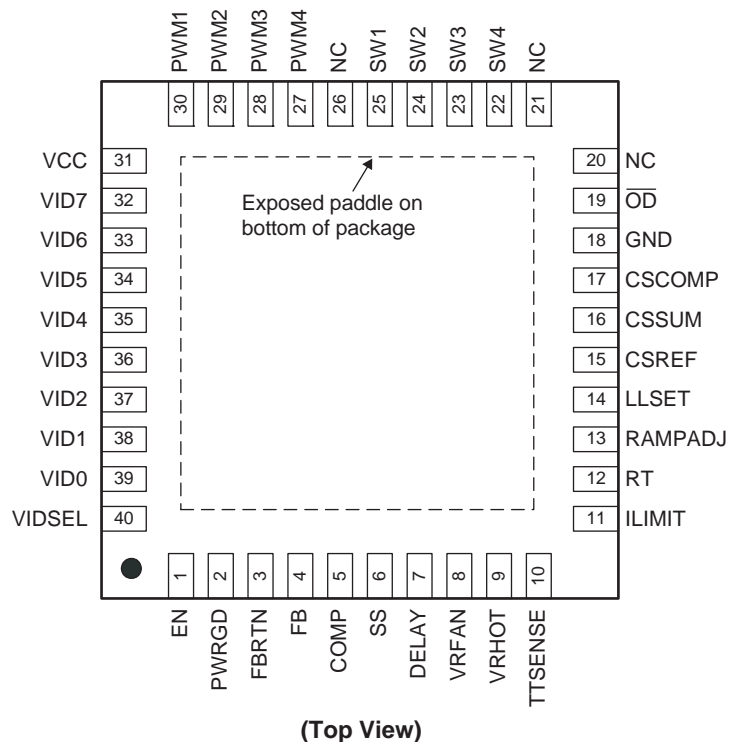 PWM1 PWM2 PWM3 PWM4 NC SW1 SW2 SW3 SW4 NC
30 29 28 27 26 25 24 23 22 21
VCC 31 20 NC
VID7 32 19 O̅D̅
VID6 33 18 GND
VID5 34 17 CSCOMP
VID4 35 16 CSSUM
VID3 36 15 CSREF
VID2 37 14 LLSET
VID1 38 13 RAMPADJ
VID0 39 12 RT
VIDSEL 40 11 ILIMIT
Exposed paddle on
bottom of package
1 2 3 4 5 6 7 8 9 10
EN PWRGD FBRTN FB COMP SS DELAY VRFAN VRHOT TTSENSE
(Top View)